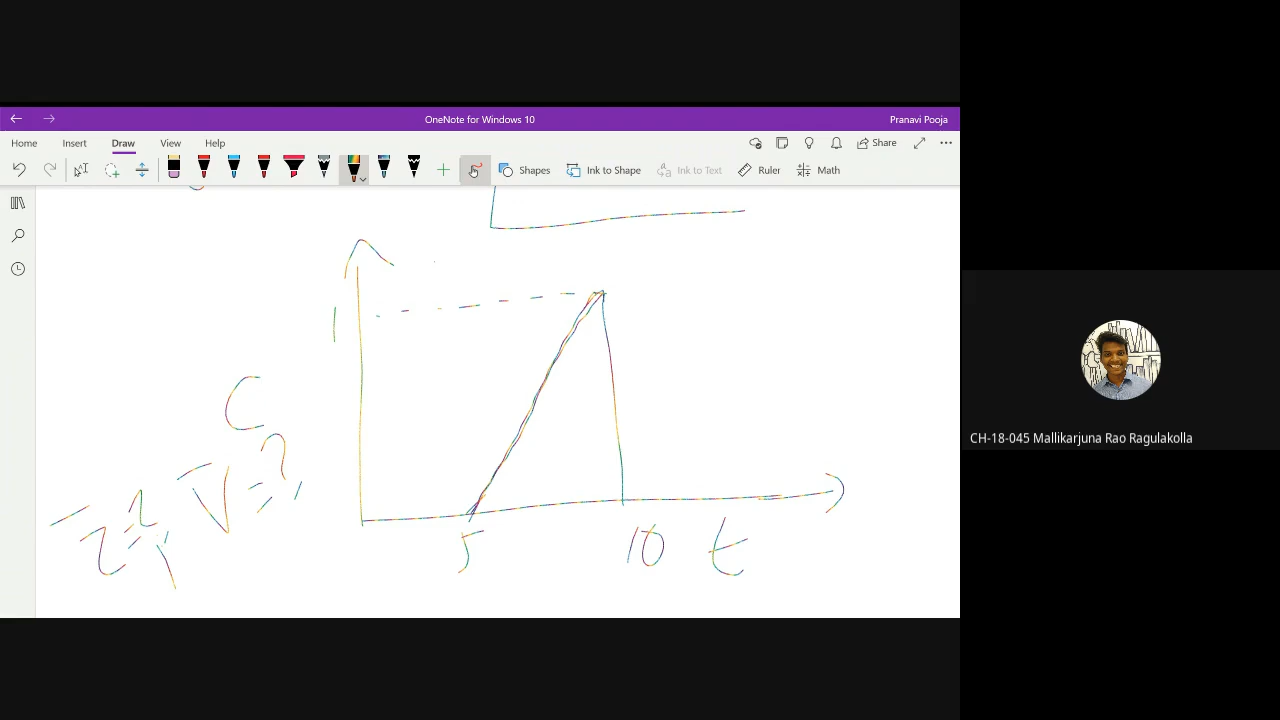 OneNote for Windows 10
Pranavi Pooja
Home Insert Draw View Help
Share
Shapes
Ink to Shape
Ink to Text
Ruler
Math
1
C
5
10
t
CH-18-045 Mallikarjuna Rao Ragulakolla